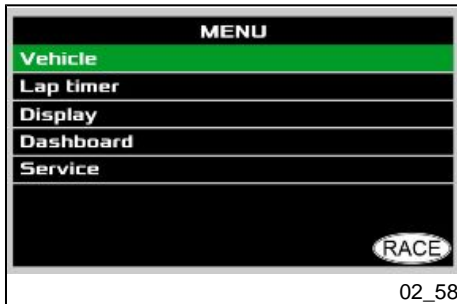 MENU
Vehicle
Lap timer
Display
Dashboard
Service
RACE
02_58